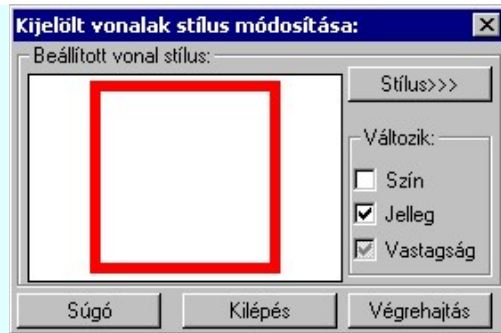 Kijelölt vonalak stílus módosítása:
Beállított vonal stílus:
Stílus>>>
Változik:
Szín
Jelleg
Vastagság
Súgó
Kilépés
Végrehajtás